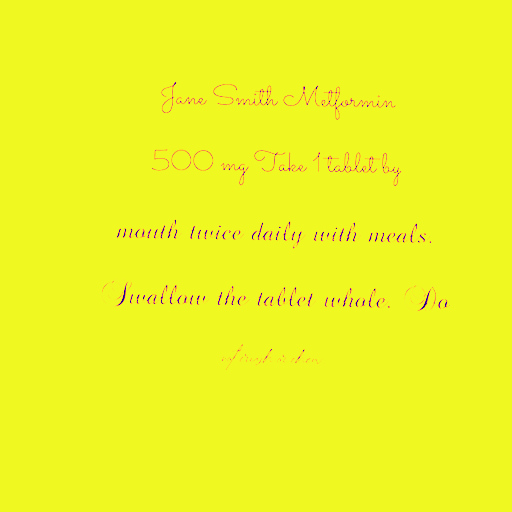 Jane Smith Metformin
500 mg Take 1 tablet by
mouth twice daily with meals.
Swallow the tablet whole. Do